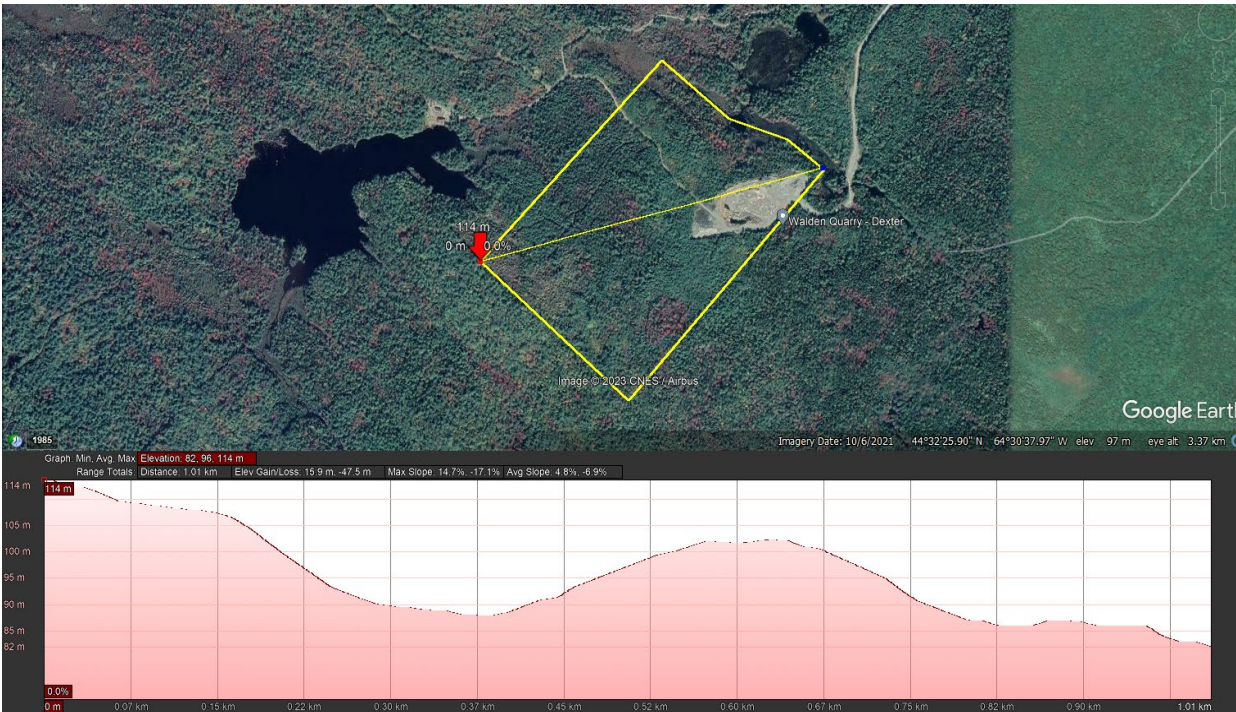 114 m
0 m 0.0%
Walden Quarry - Dexter
Image © 2023 CNES / Airbus
Google Eart
1985
Imagery Date: 10/6/2021 44°32'25.90" N 64°30'37.97" W elev 97 m eye alt 3.37 km
Graph: Min, Avg, Max Elevation: 82, 96, 114 m
Range Totals: Distance: 1.01 km Elev Gain/Loss: 15.9 m, -47.5 m Max Slope: 14.7%, -17.1% Avg Slope: 4.8%, -6.9%
114 m
114 m
105 m
100 m
95 m
90 m
85 m
82 m
0.0%
0 m 0.07 km 0.15 km 0.22 km 0.30 km 0.37 km 0.45 km 0.52 km 0.60 km 0.67 km 0.75 km 0.82 km 0.90 km 1.01 km